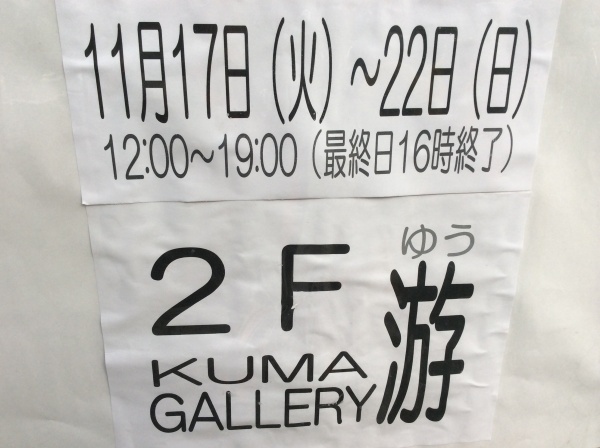 11月17日(火)~22日(日)
12:00~19:00(最終日16時終了)
ゆう
2F 游
KUMA
GALLERY